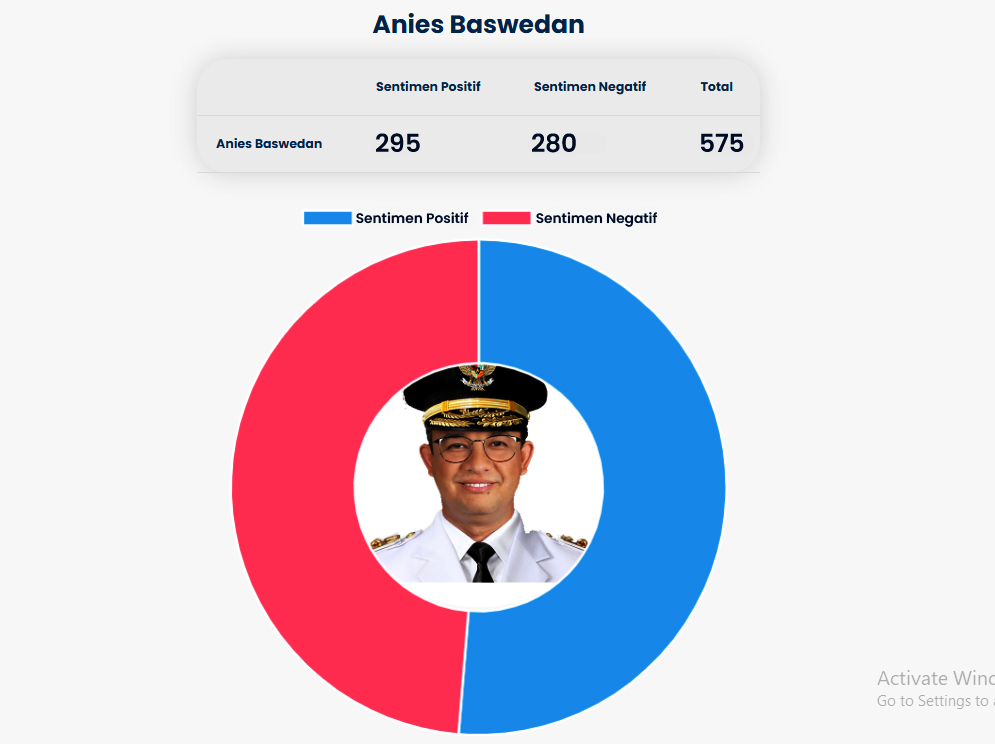 Anies Baswedan
Sentimen Positif Sentimen Negatif Total
Anies Baswedan 295 280 575
Sentimen Positif Sentimen Negatif
Activate Winc
Go to Settings to